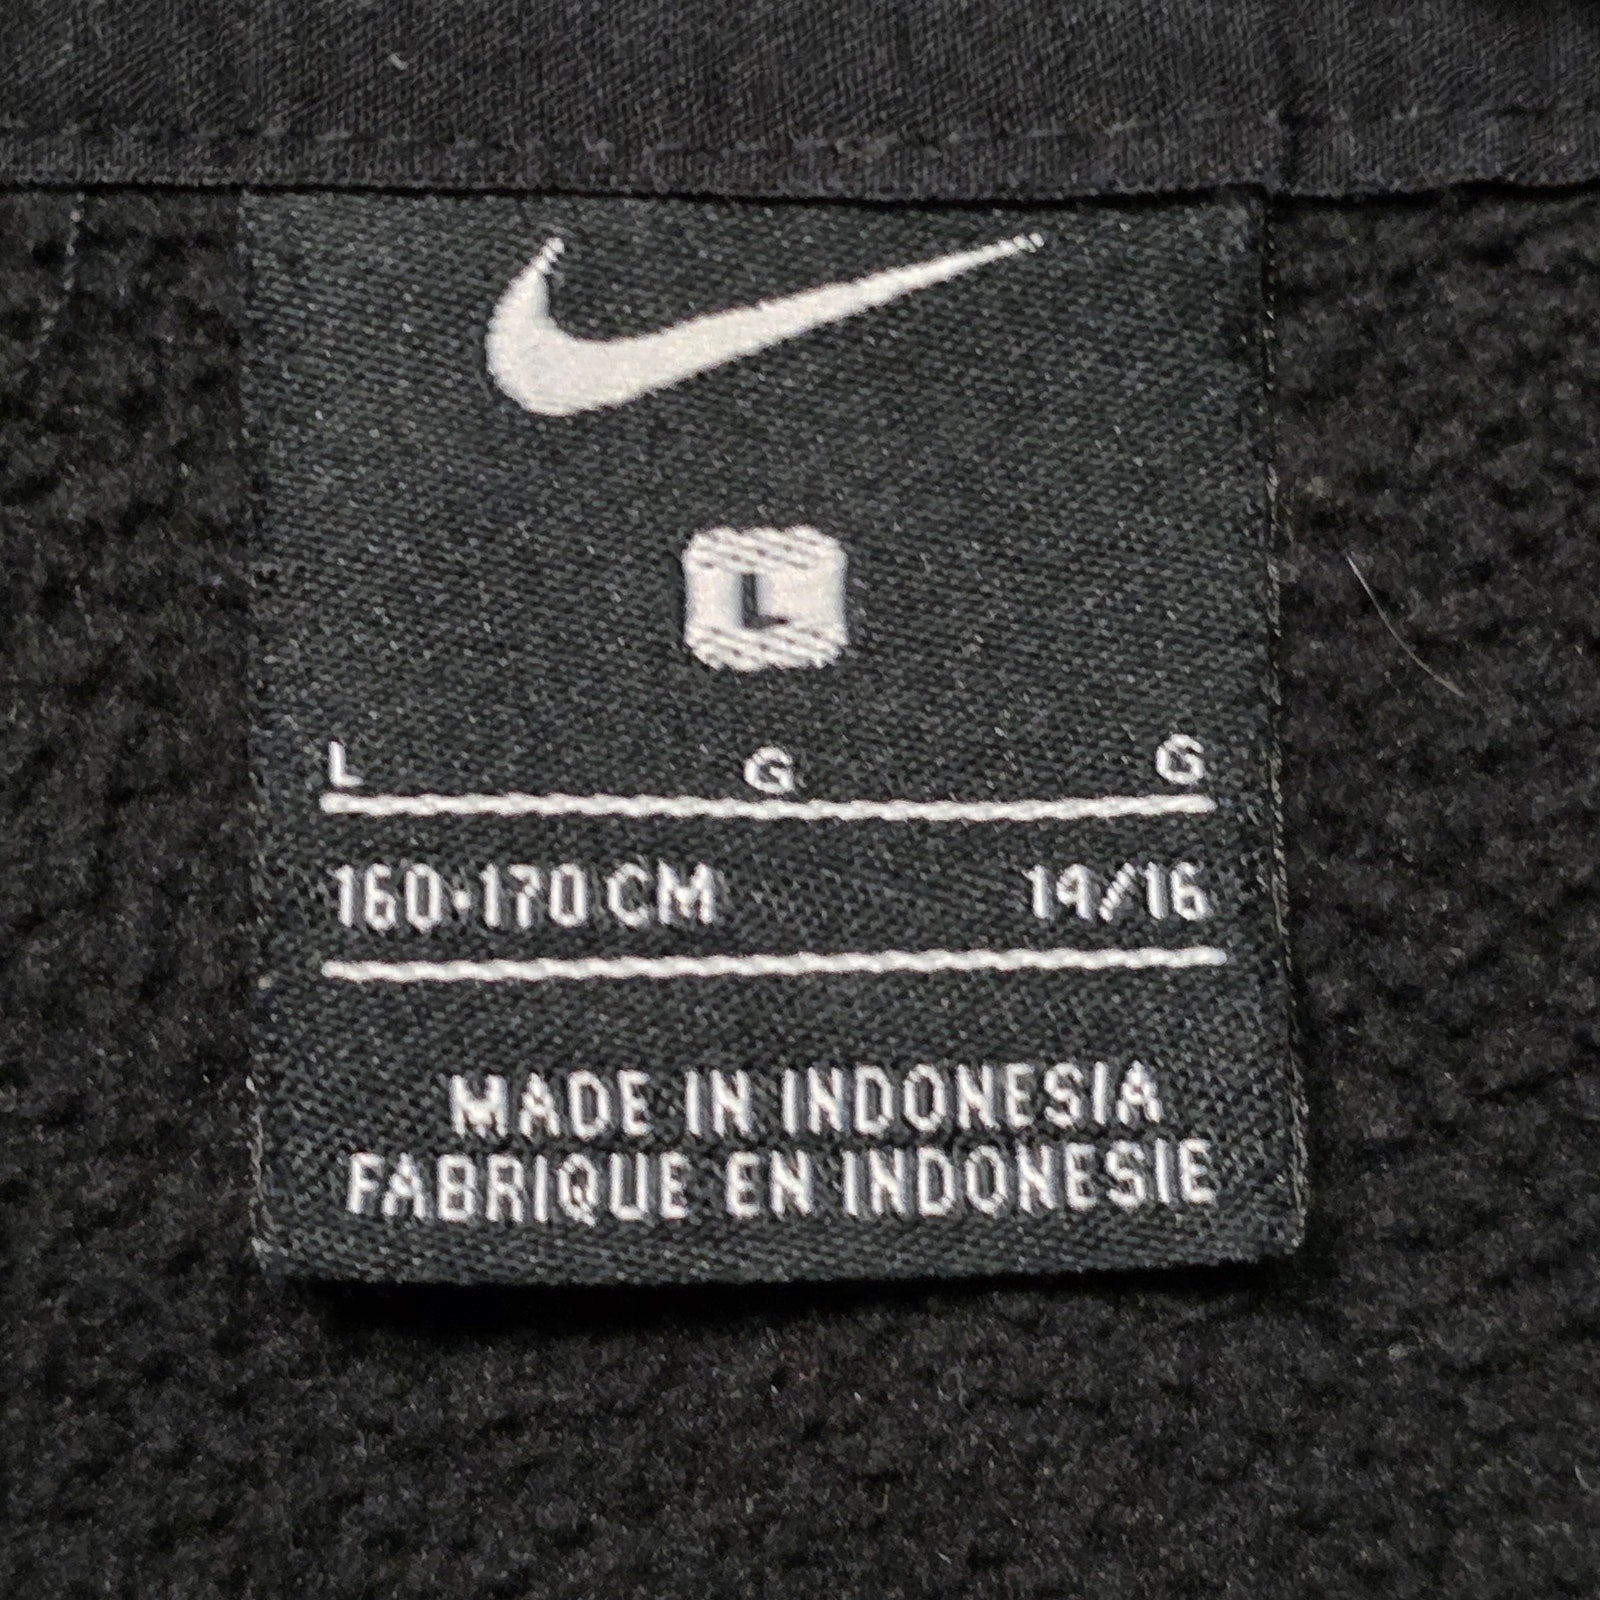 L
L G G
160-170 CM 14/16
MADE IN INDONESIA
FABRIQUE EN INDONESIE